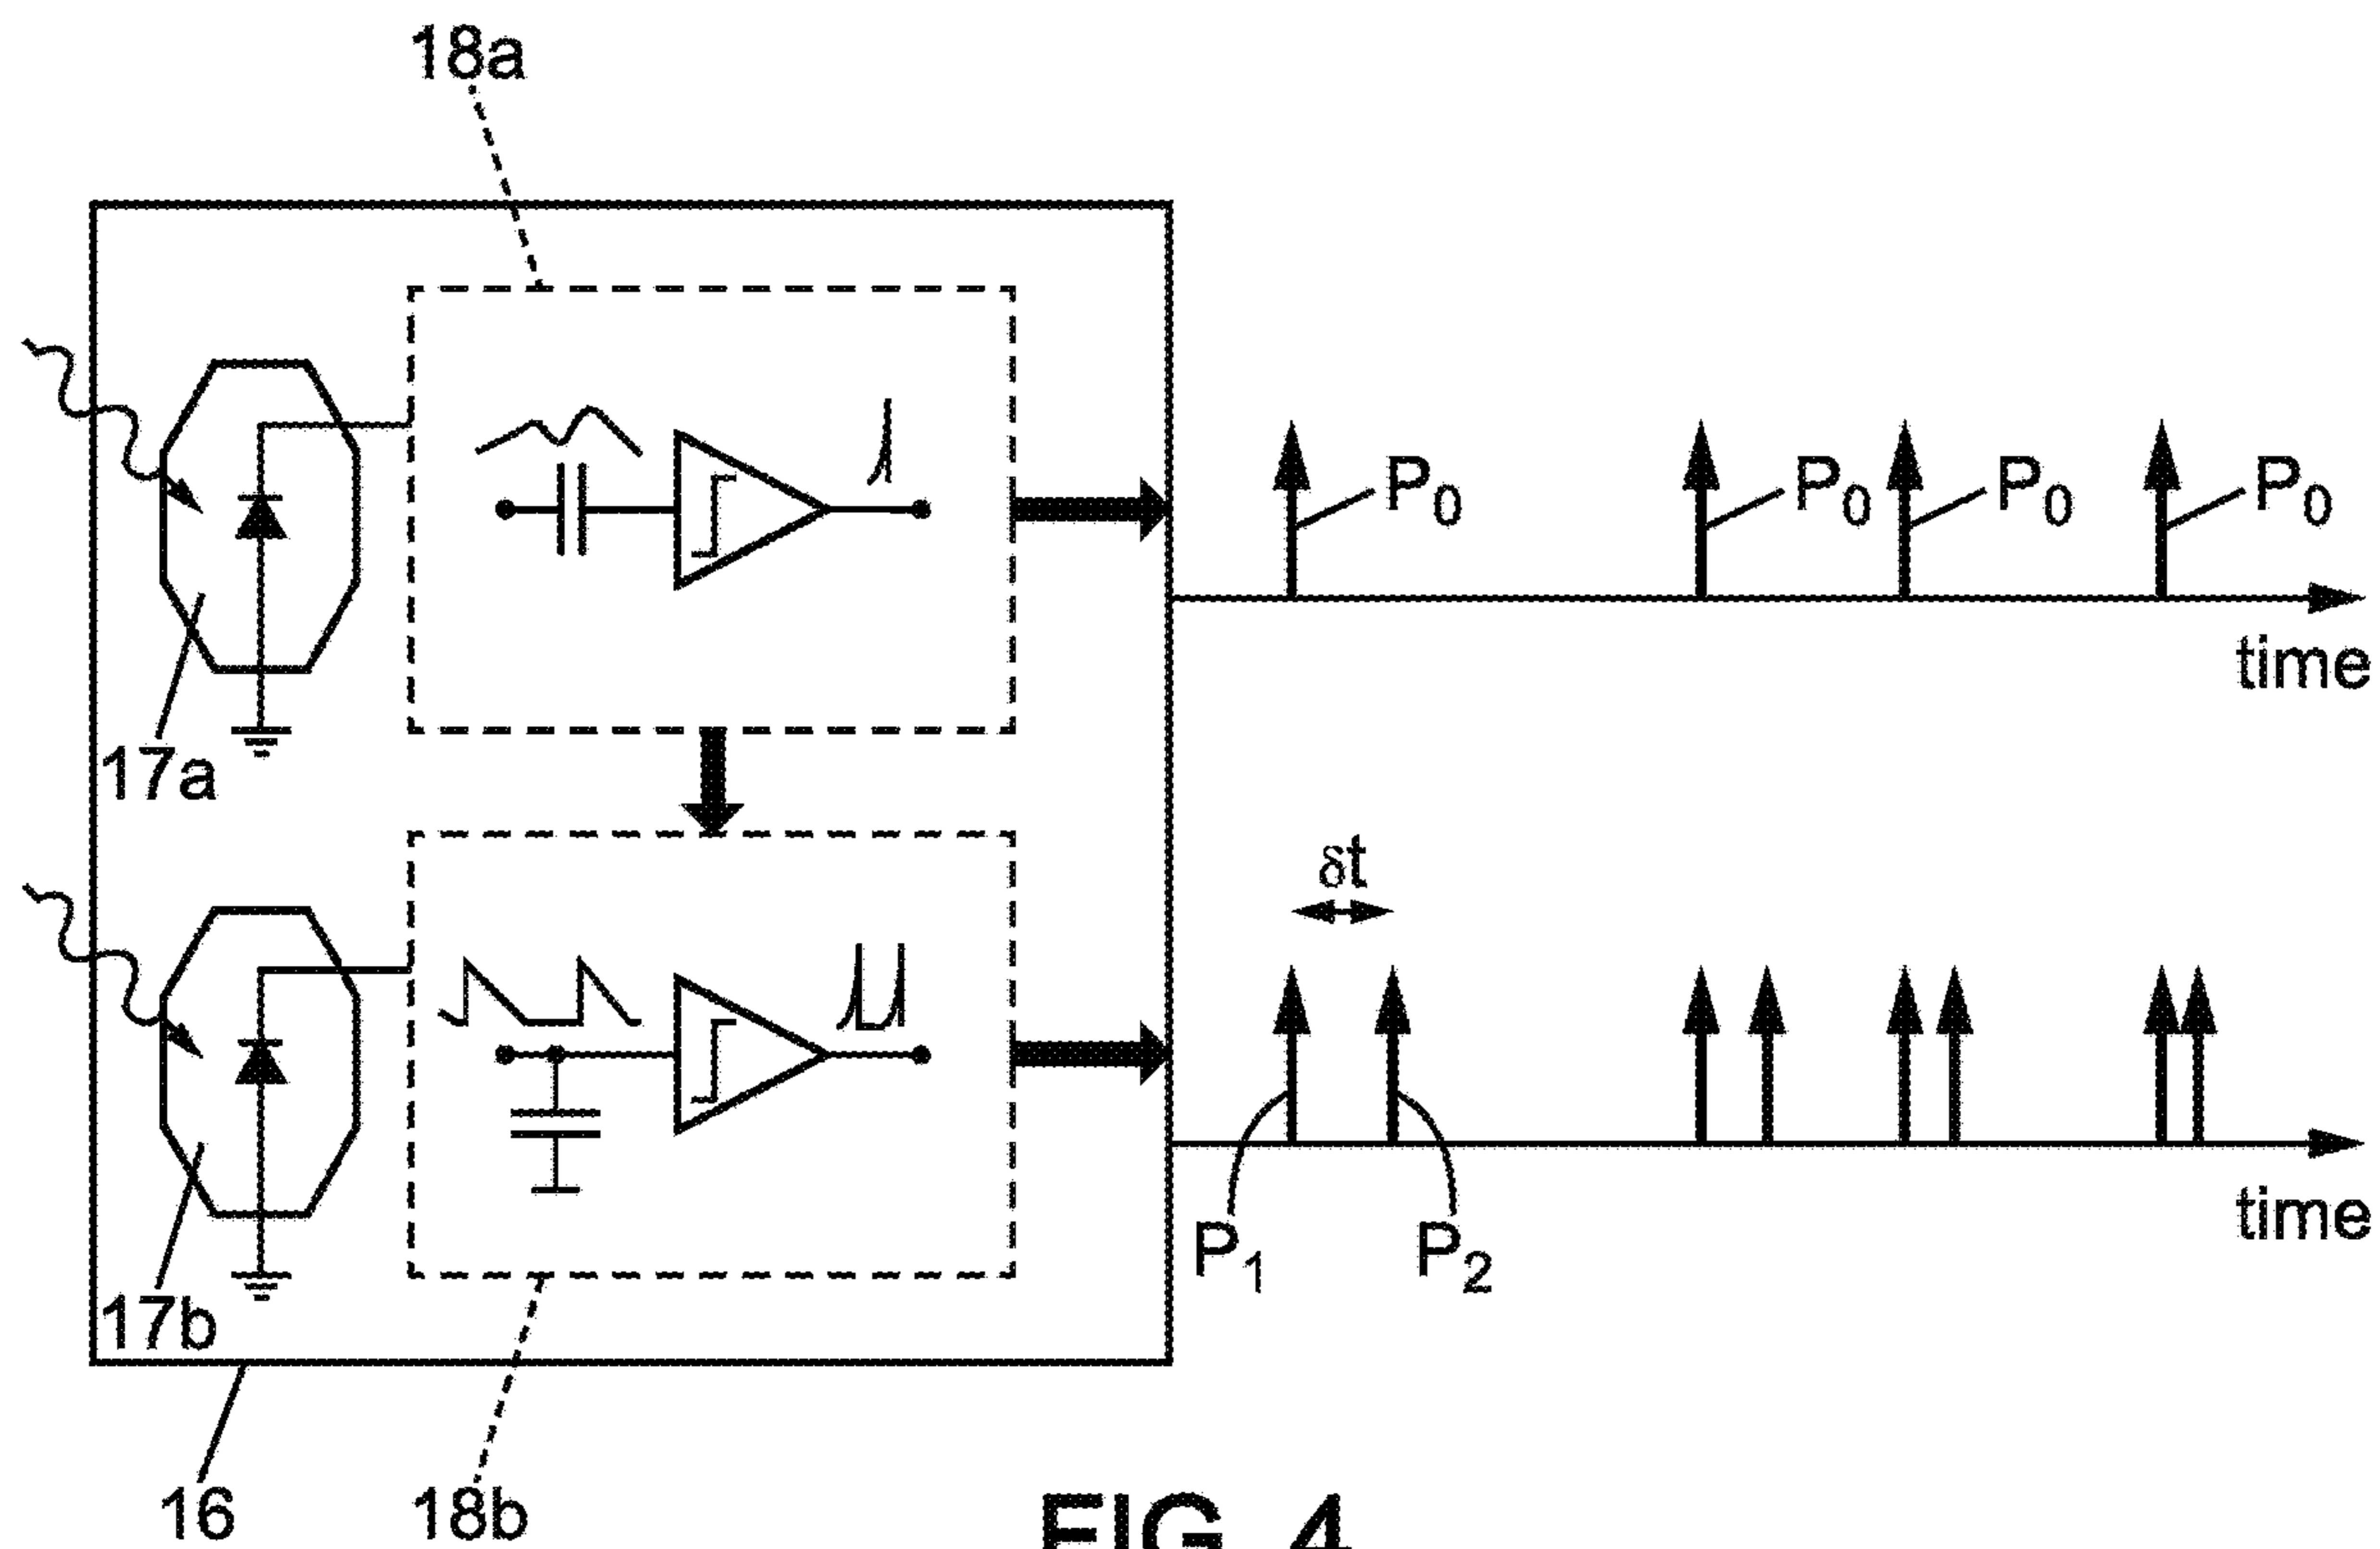 18a
P0 P0 P0 P0
time
17a
δt
time
P1 P2
17b
16 18b
FIG. 4